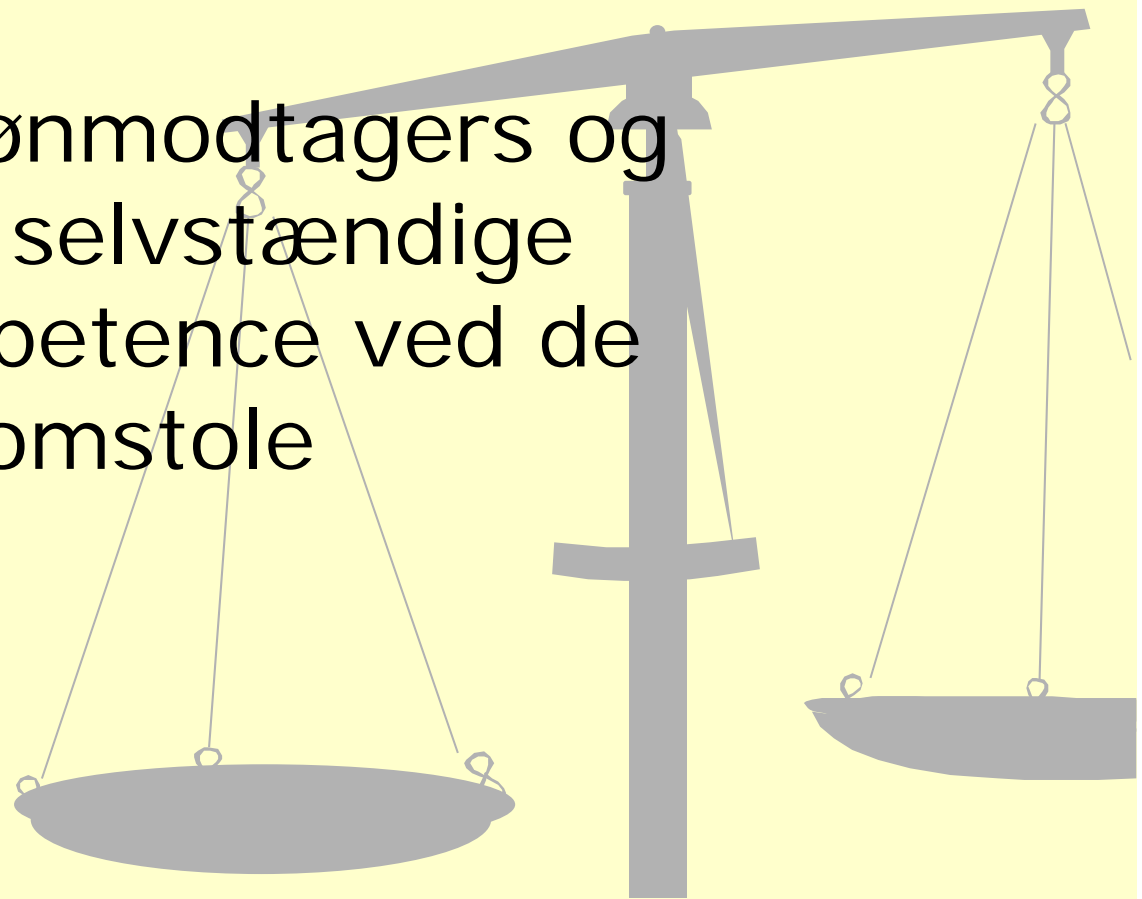 ønmodtagers og
selvstændige
petence ved de
omstole